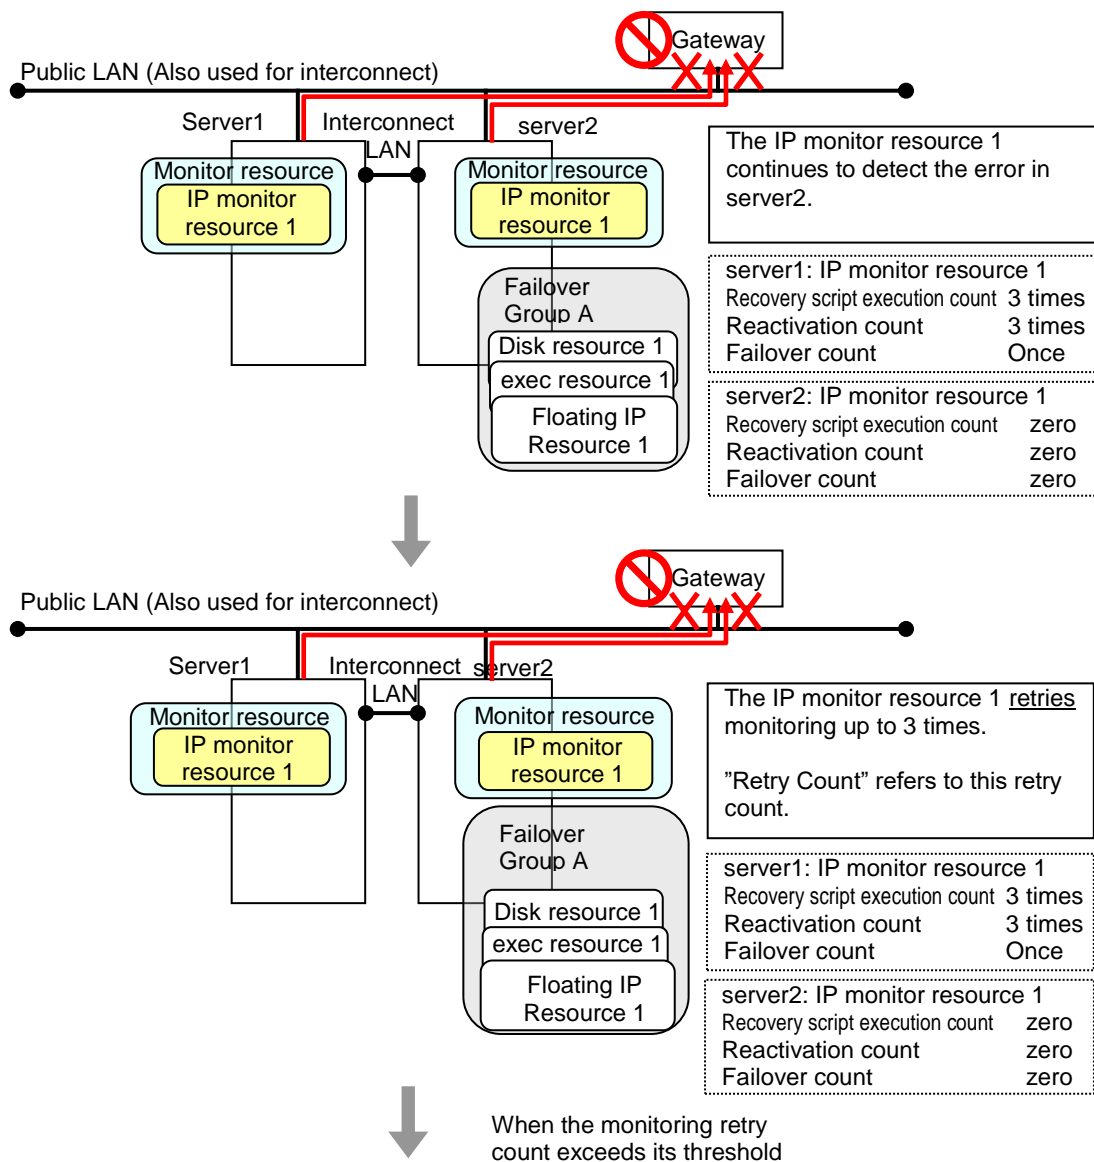 Gateway
Public LAN (Also used for interconnect)
Server1
Interconnect
LAN
server2
Monitor resource
IP monitor
resource 1
Monitor resource
IP monitor
resource 1
Failover
Group A
Disk resource 1
exec resource 1
Floating IP
Resource 1
The IP monitor resource 1
continues to detect the error in
server2.
server1: IP monitor resource 1
Recovery script execution count 3 times
Reactivation count 3 times
Failover count Once
server2: IP monitor resource 1
Recovery script execution count zero
Reactivation count zero
Failover count zero
Gateway
Public LAN (Also used for interconnect)
Server1
Interconnect
LAN
server2
Monitor resource
IP monitor
resource 1
Monitor resource
IP monitor
resource 1
Failover
Group A
Disk resource 1
exec resource 1
Floating IP
Resource 1
The IP monitor resource 1 retries
monitoring up to 3 times.
”Retry Count” refers to this retry
count.
server1: IP monitor resource 1
Recovery script execution count 3 times
Reactivation count 3 times
Failover count Once
server2: IP monitor resource 1
Recovery script execution count zero
Reactivation count zero
Failover count zero
When the monitoring retry
count exceeds its threshold